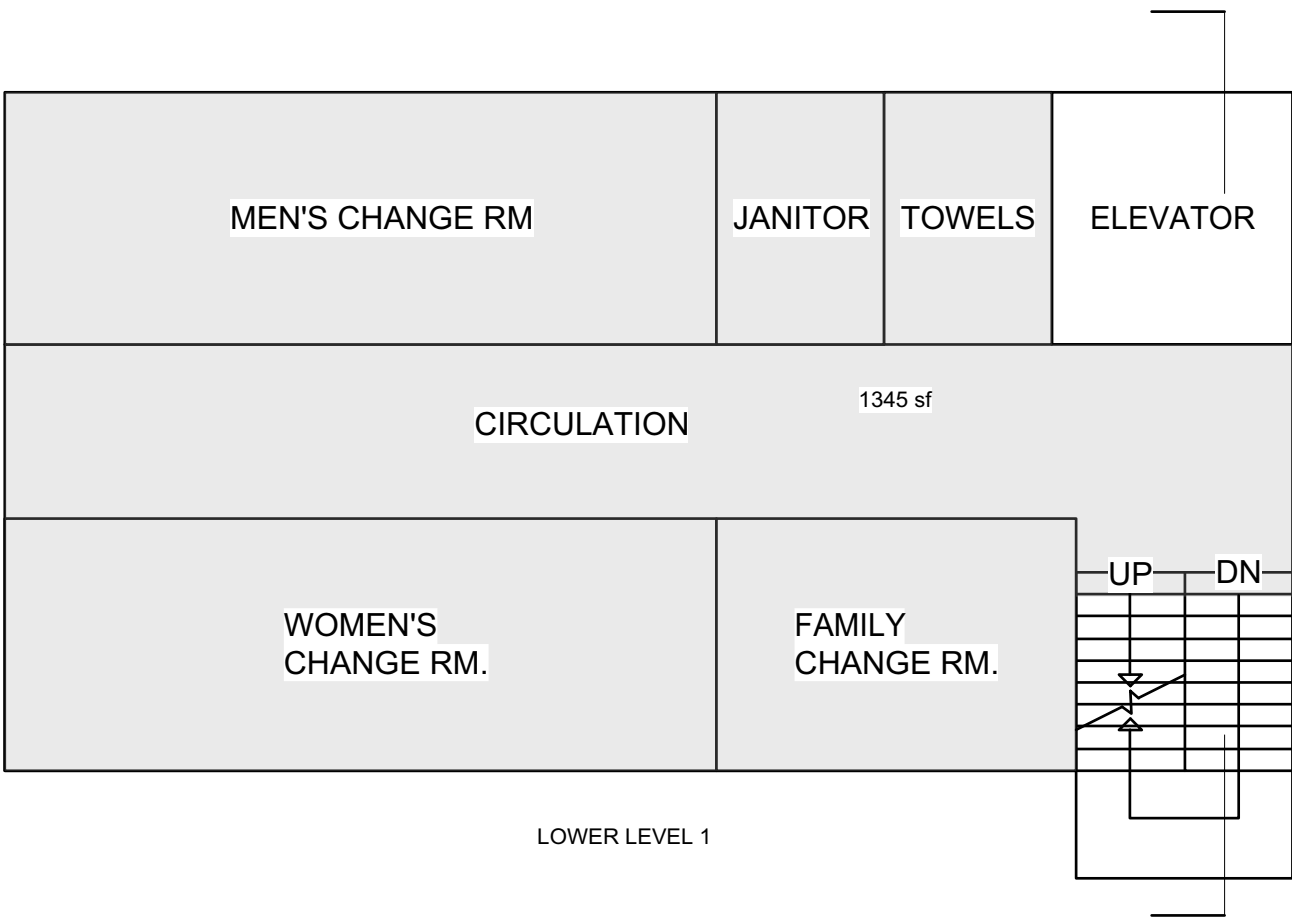 MEN'S CHANGE RM
JANITOR
TOWELS
ELEVATOR
1345 sf
CIRCULATION
UP
DN
WOMEN'S
CHANGE RM.
FAMILY
CHANGE RM.
LOWER LEVEL 1